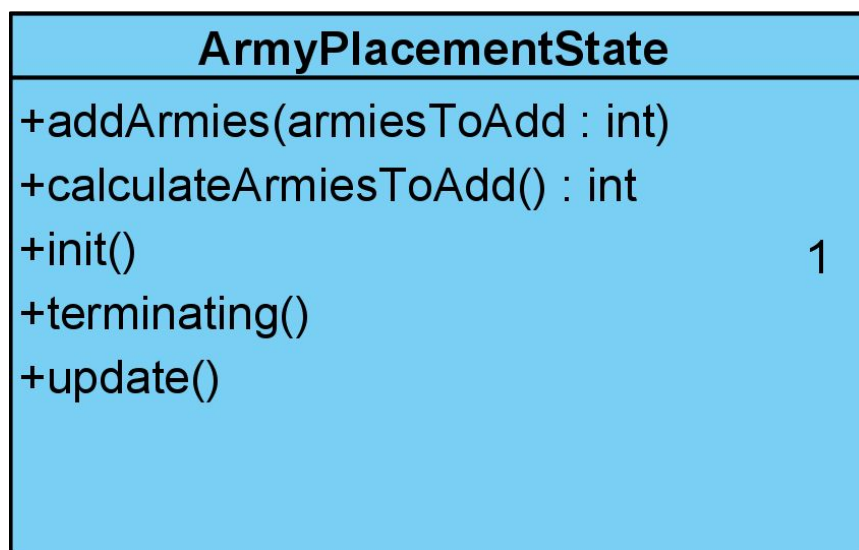 ArmyPlacementState
+addArmies(armiesToAdd : int)
+calculateArmiesToAdd() : int
+init()
1
+terminating()
+update()